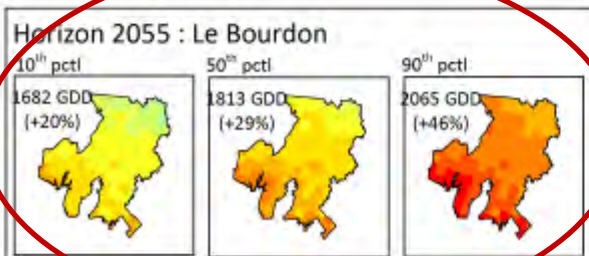 Horizon 2055 : Le Bourdon
10th pctl
50th pctl
90th pctl
1682 GDD
(+20%)
1813 GDD
(+29%)
2065 GDD
(+46%)